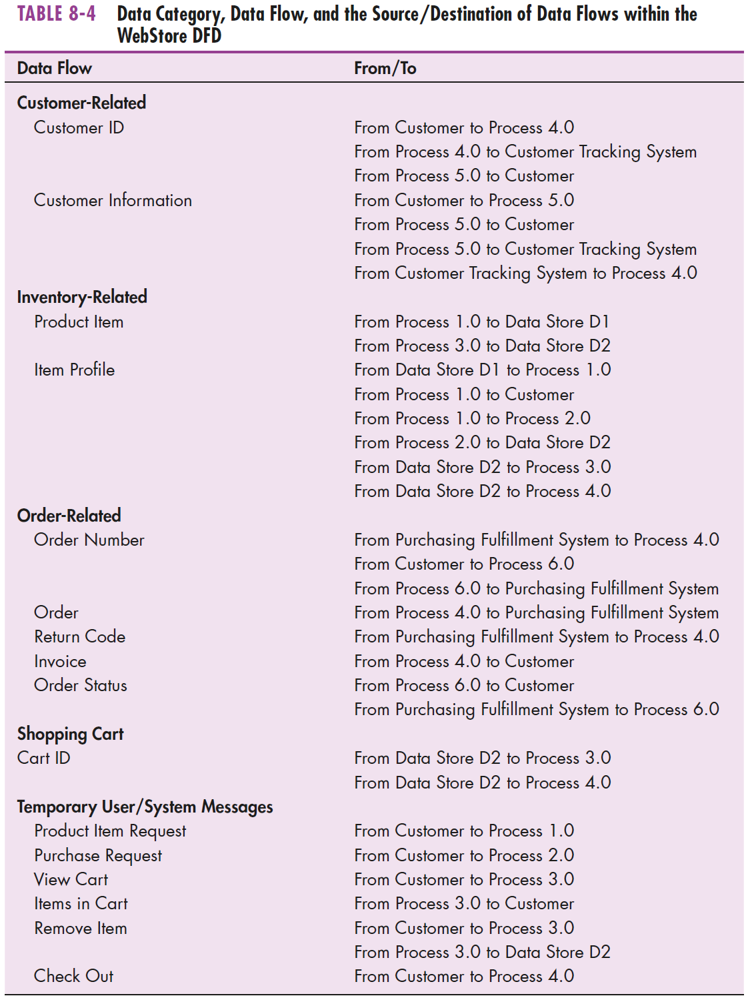 TABLE 8-4 Data Category, Data Flow, and the Source/Destination of Data Flows within the
WebStore DFD
Data Flow From/To
Customer-Related
Customer ID From Customer to Process 4.0
From Process 4.0 to Customer Tracking System
From Process 5.0 to Customer
Customer Information From Customer to Process 5.0
From Process 5.0 to Customer
From Process 5.0 to Customer Tracking System
From Customer Tracking System to Process 4.0
Inventory-Related
Product Item From Process 1.0 to Data Store D1
From Process 3.0 to Data Store D2
Item Profile From Data Store D1 to Process 1.0
From Process 1.0 to Customer
From Process 1.0 to Process 2.0
From Process 2.0 to Data Store D2
From Data Store D2 to Process 3.0
From Data Store D2 to Process 4.0
Order-Related
Order Number From Purchasing Fulfillment System to Process 4.0
From Customer to Process 6.0
From Process 6.0 to Purchasing Fulfillment System
Order From Process 4.0 to Purchasing Fulfillment System
Return Code From Purchasing Fulfillment System to Process 4.0
Invoice From Process 4.0 to Customer
Order Status From Process 6.0 to Customer
From Purchasing Fulfillment System to Process 6.0
Shopping Cart
Cart ID From Data Store D2 to Process 3.0
From Data Store D2 to Process 4.0
Temporary User/System Messages
Product Item Request From Customer to Process 1.0
Purchase Request From Customer to Process 2.0
View Cart From Customer to Process 3.0
Items in Cart From Process 3.0 to Customer
Remove Item From Customer to Process 3.0
From Process 3.0 to Data Store D2
Check Out From Customer to Process 4.0